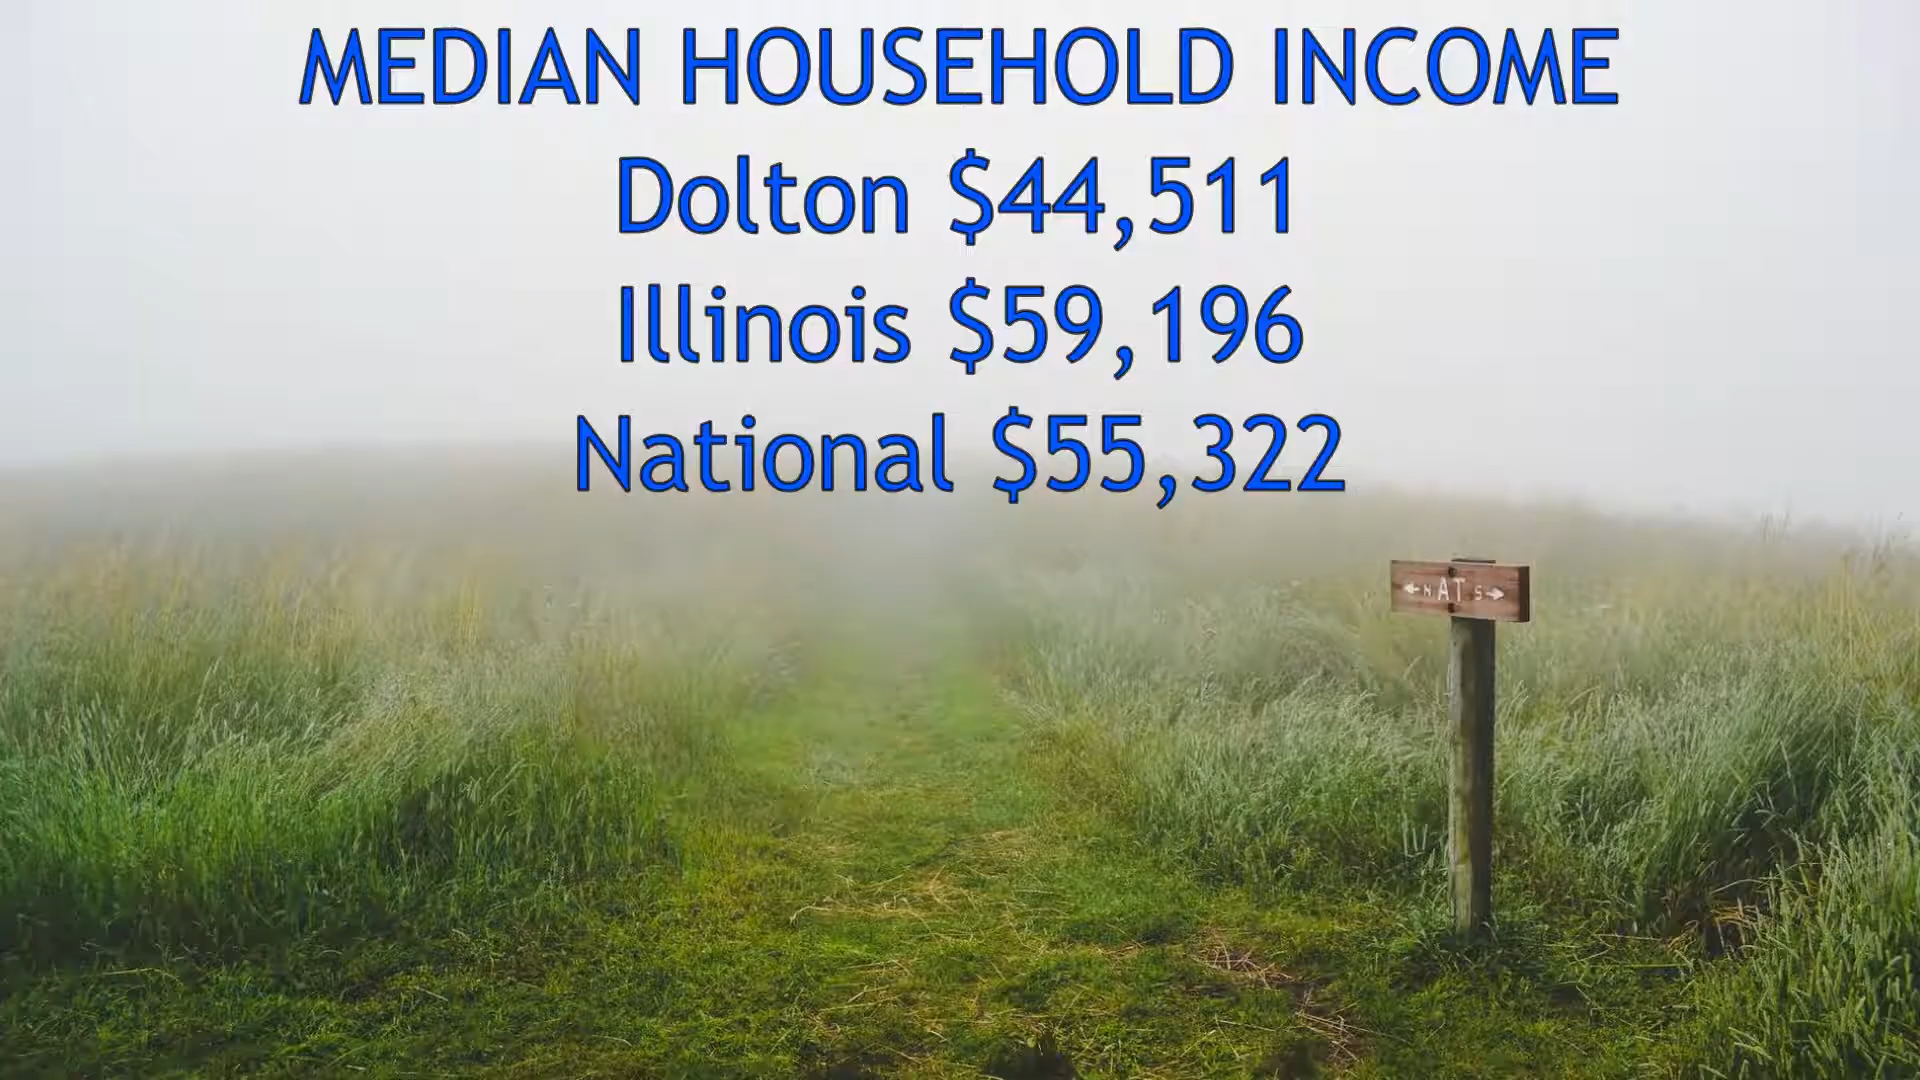 MEDIAN HOUSEHOLD INCOME
Dolton $44,511
Illinois $59,196
National $55,322
N AT S